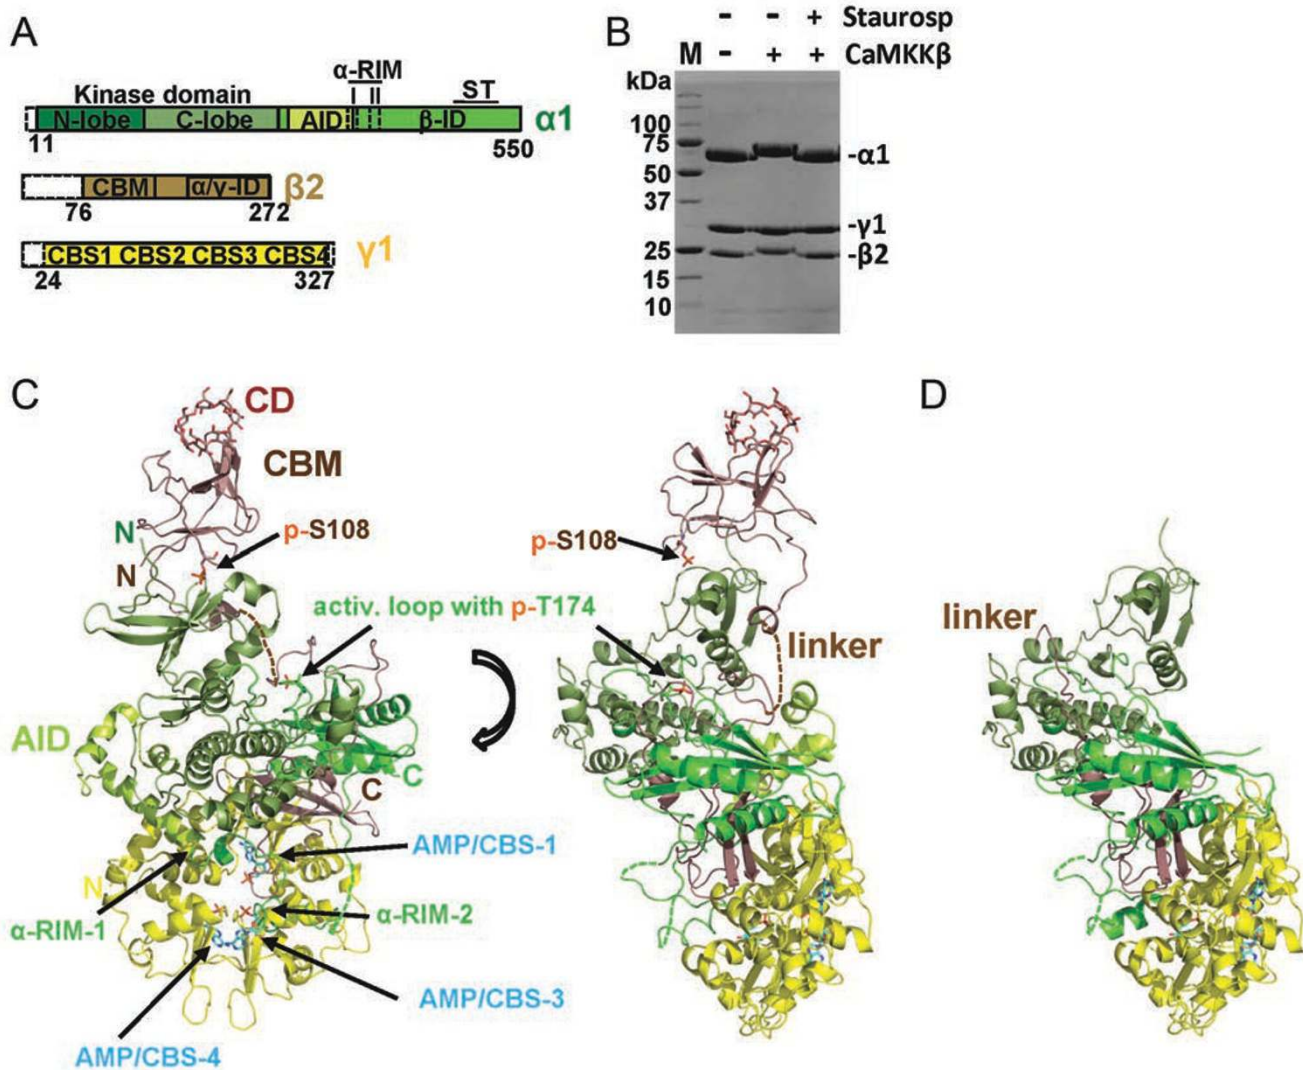 A
α-RIM
I II
Kinase domain
ST
N-lobe C-lobe AID β-ID α1
11 550
CBM α/γ-ID β2
76 272
CBS1 CBS2 CBS3 CBS4 γ1
24 327
B
- - + Staurosp
M - + + CaMKKβ
kDa
100
75
50
37
25
15
10
-α1
-γ1
-β2
C
CD
CBM
N
p-S108
N
activ. loop with p-T174
AID
C
C
AMP/CBS-1
N
α-RIM-1
α-RIM-2
AMP/CBS-3
AMP/CBS-4
p-S108
linker
D
linker